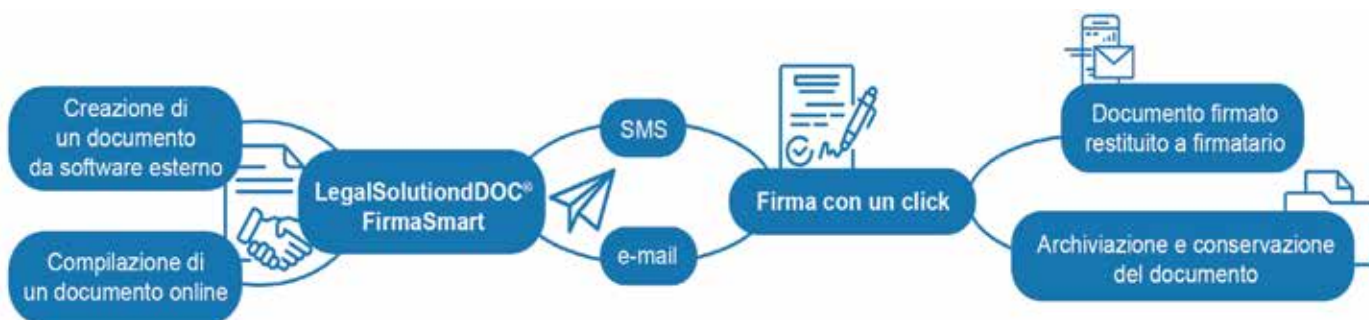 Creazione di
un documento
da software esterno
Compilazione di
un documento online
LegalSolutiondDOC®
FirmaSmart
SMS
e-mail
Firma con un click
Documento firmato
restituito a firmatario
Archiviazione e conservazione
del documento